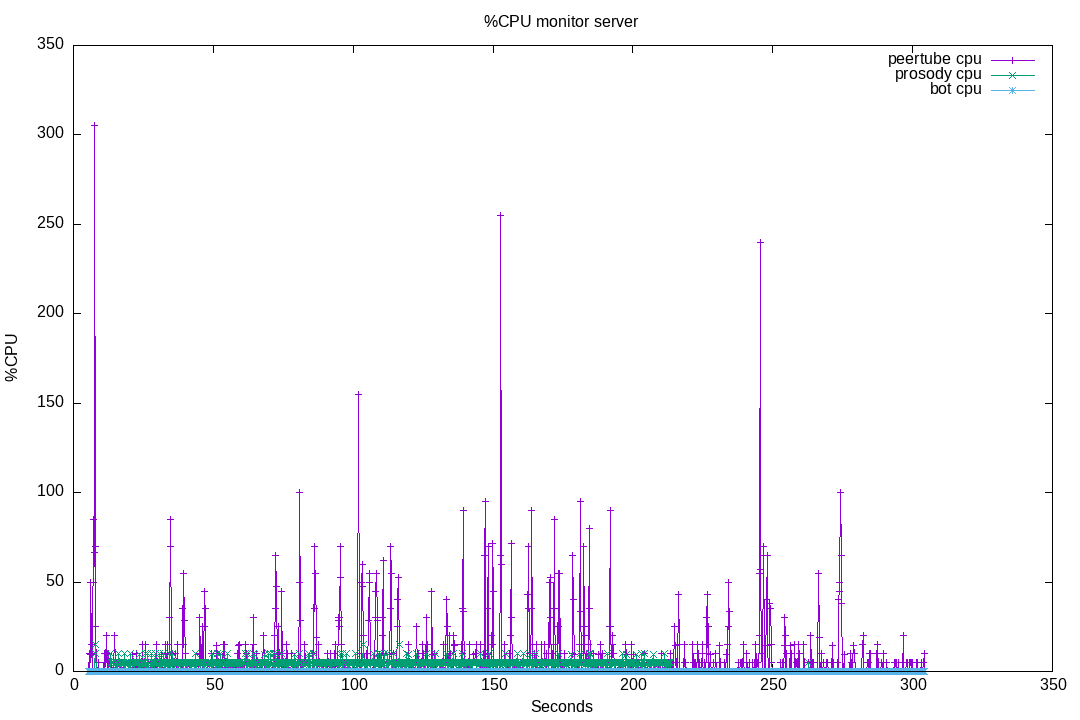 %CPU monitor server
350
300
250
200
150
100
50
0
%CPU
peertube cpu
prosody cpu
bot cpu
0 50 100 150 200 250 300 350
Seconds